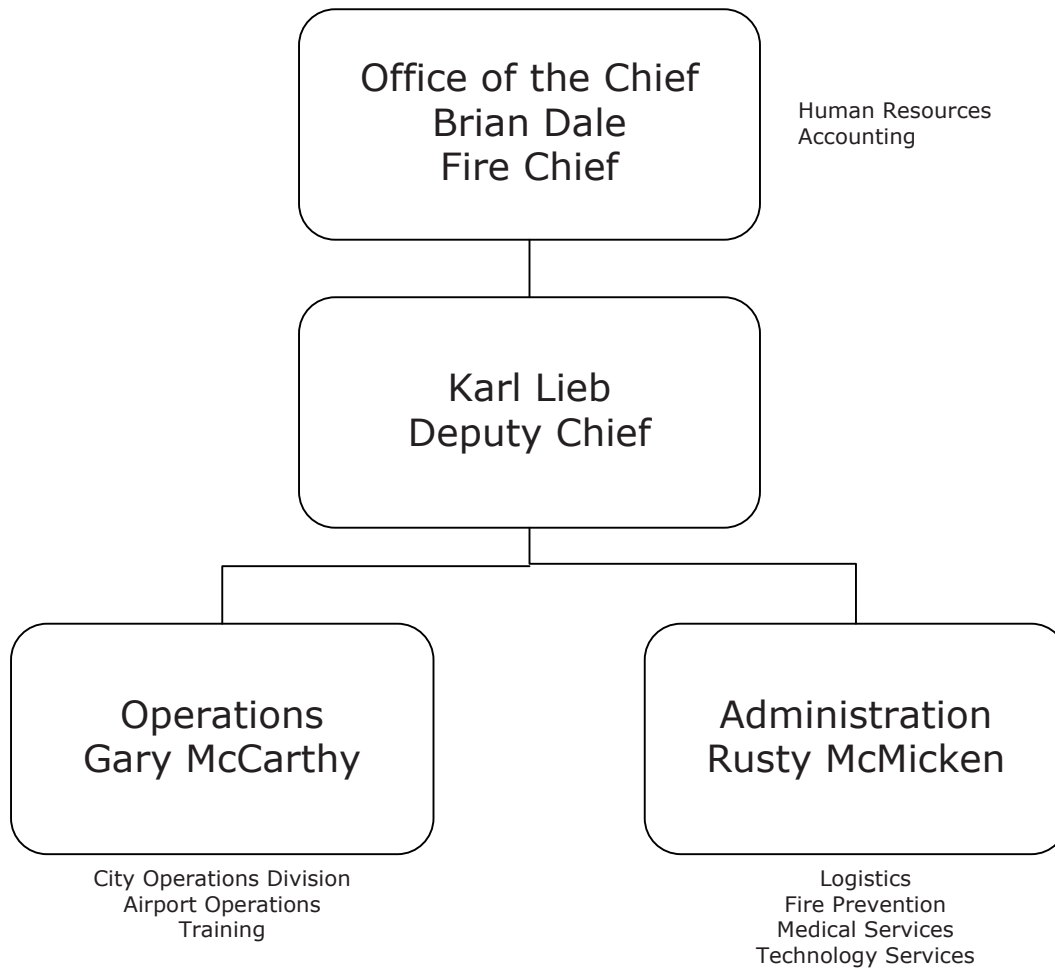 Office of the Chief
Brian Dale
Fire Chief
Human Resources
Accounting
Karl Lieb
Deputy Chief
Operations
Gary McCarthy
City Operations Division
Airport Operations
Training
Administration
Rusty McMicken
Logistics
Fire Prevention
Medical Services
Technology Services